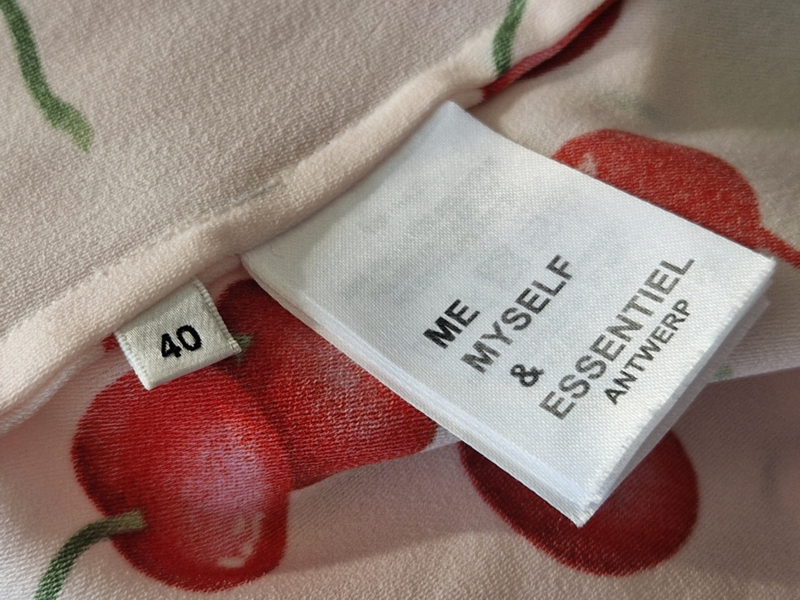 40
ME
MYSELF
&
ESSENTIEL
ANTWERP